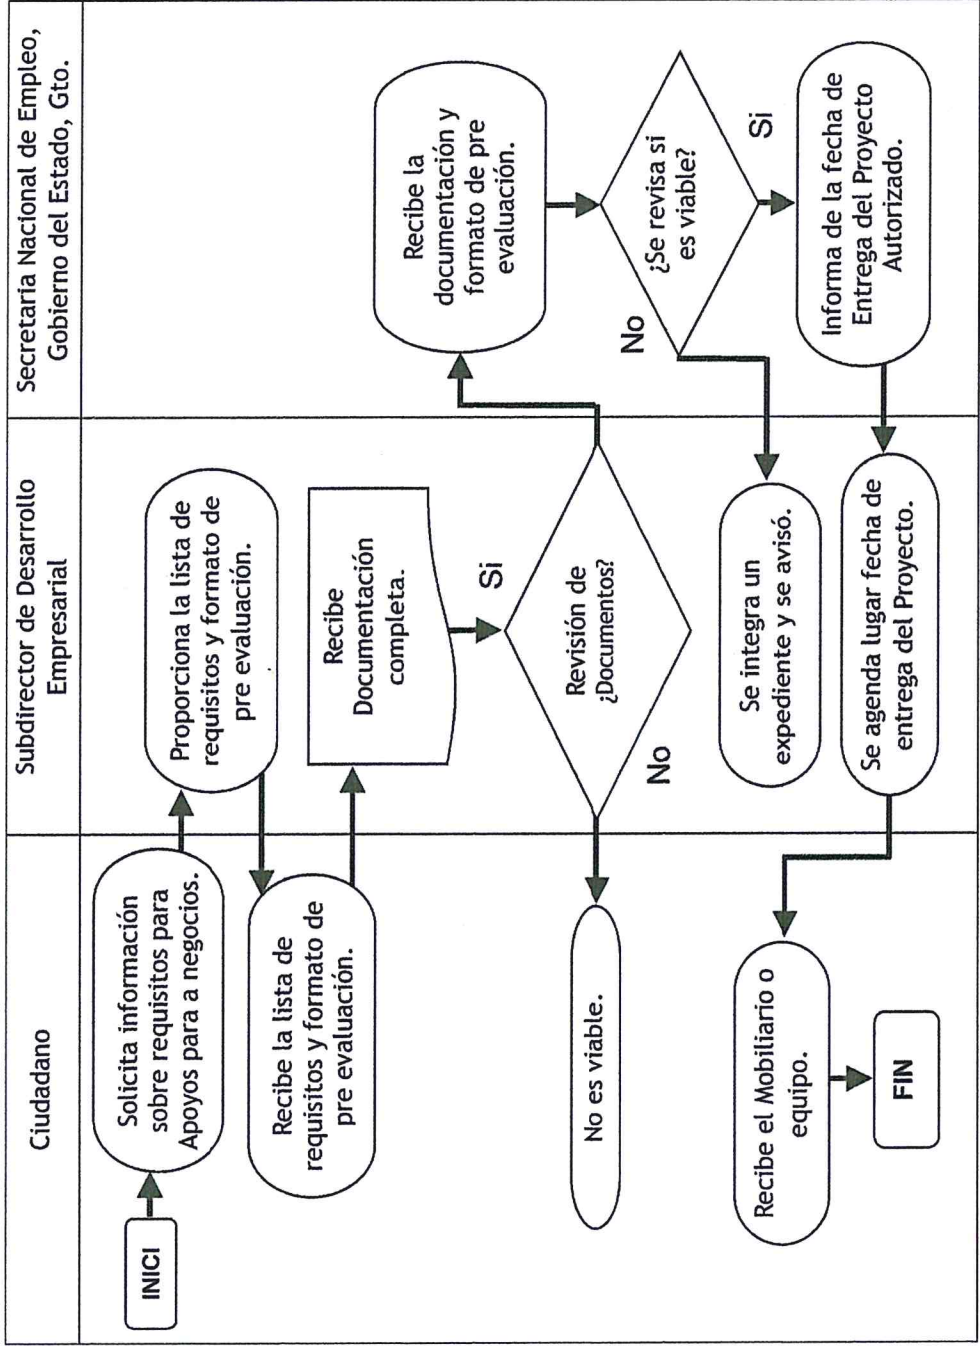 Ciudadano
Subdirector de Desarrollo
Empresarial
Secretaria Nacional de Empleo,
Gobierno del Estado, Gto.
INICI
Solicita información
sobre requisitos para
Apoyos para a negocios.
Proporciona la lista de
requisitos y formato de
pre evaluación.
Recibe la lista de
requisitos y formato de
pre evaluación.
Recibe
Documentación
completa.
Si
Revisión de
¿Documentos?
No
No es viable.
Recibe la
documentación y
formato de pre
evaluación.
¿Se revisa si
es viable?
No
Si
Se integra un
expediente y se avisó.
Informa de la fecha de
Entrega del Proyecto
Autorizado.
Se agenda lugar fecha de
entrega del Proyecto.
Recibe el Mobiliario o
equipo.
FIN